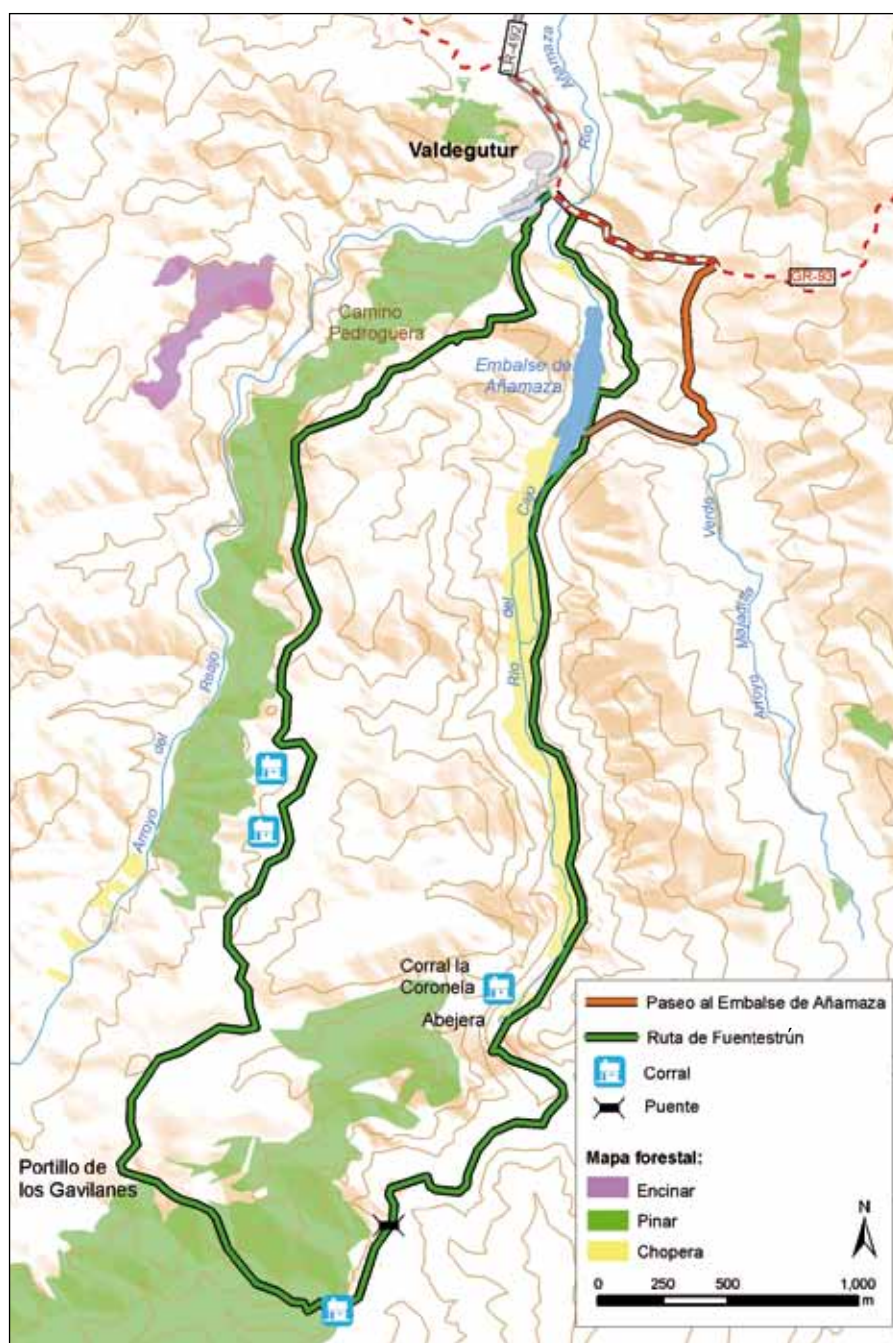 LR-492
Añamaza
Río
Valdegutur
GR-93
Camino
Pedroguera
Embalse de
Añamaza
Cajo
del
Río
Verde
Majadas
Arroyo
Reajo
del
Arroyo
Corral la
Coronela
Abejera
Portillo de
los Gavilanes
Paseo al Embalse de Añamaza
Ruta de Fuentestrún
Corral
Puente
Mapa forestal:
Encinar
Pinar
Chopera
N
0 250 500 1,000
m